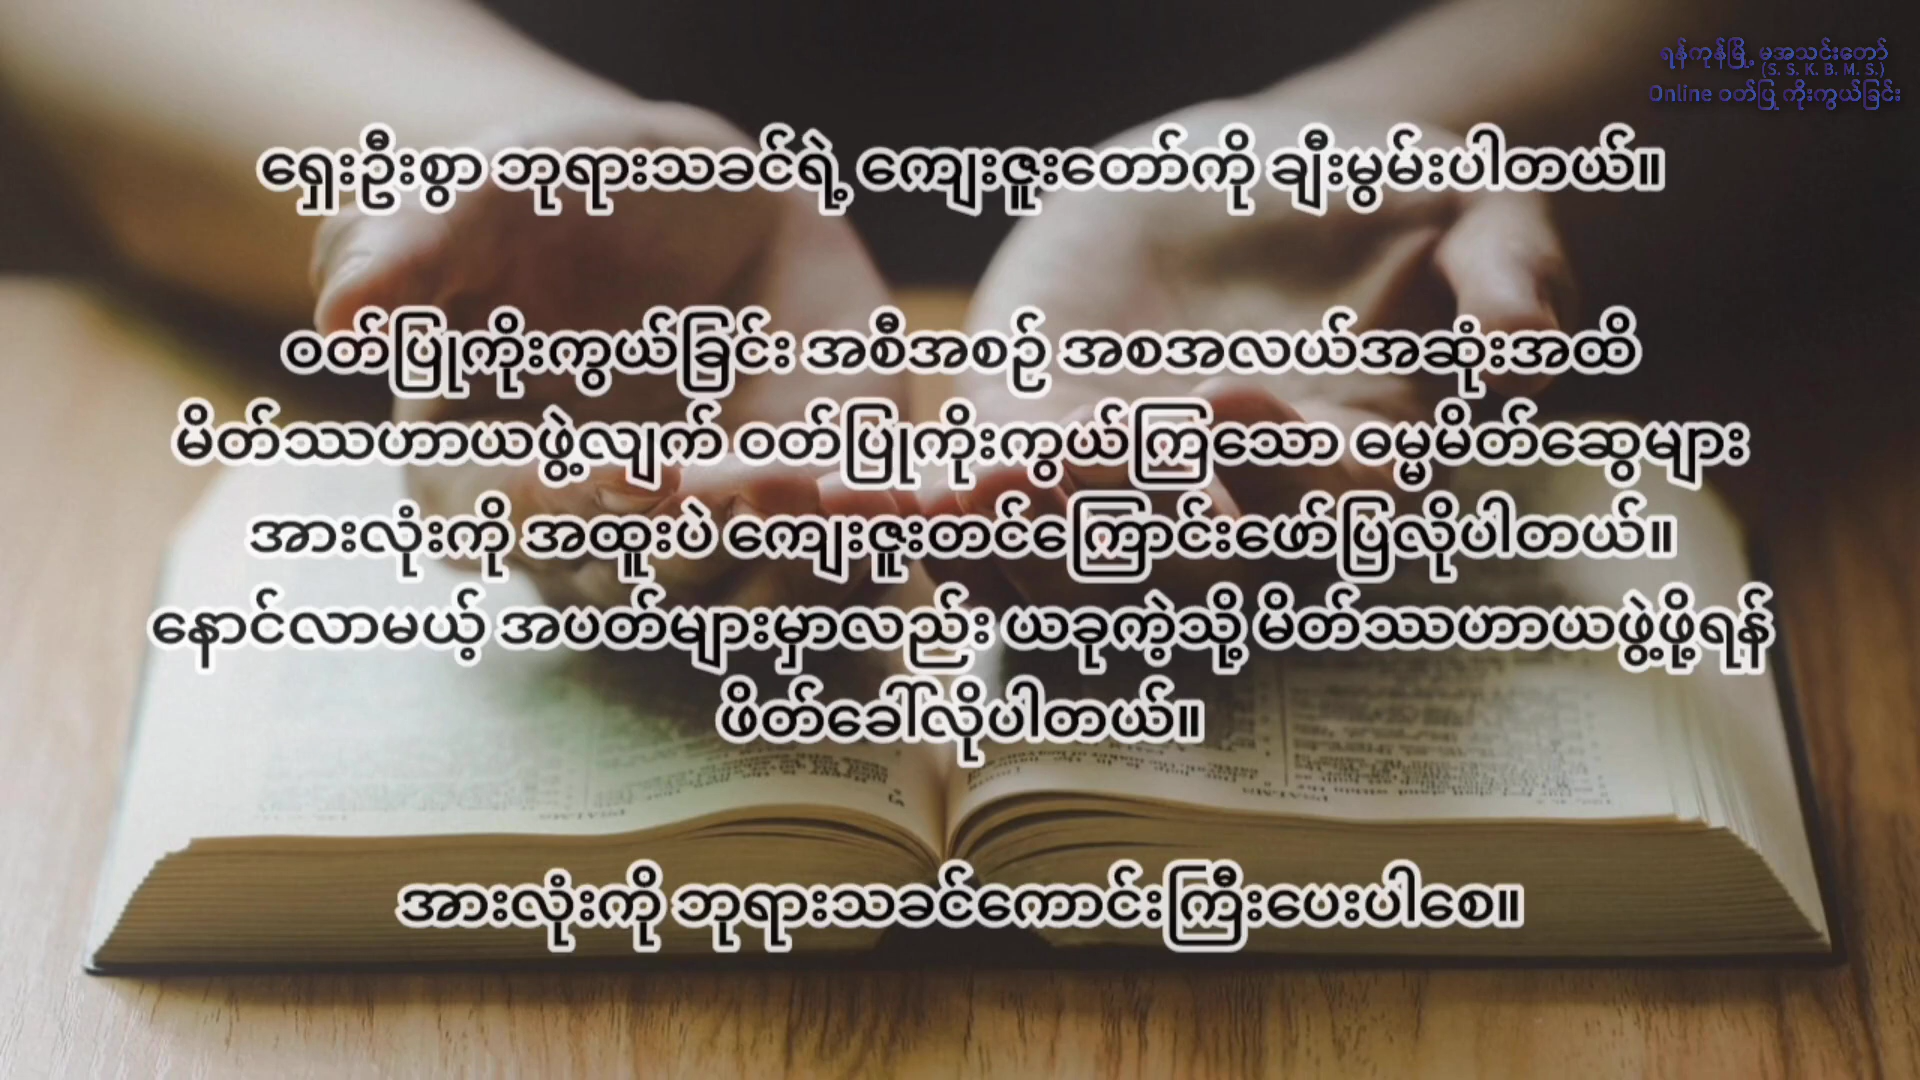 ရန်ကုန်မြို့ မအသင်းတော်
(S. S. K. B. M. S.)
Online ဝတ်ပြု ကိုးကွယ်ခြင်း
ရှေးဦးစွာ ဘုရားသခင်ရဲ့ ကျေးဇူးတော်ကို ချီးမွမ်းပါတယ်။
ဝတ်ပြုကိုးကွယ်ခြင်း အစီအစဉ် အစအလယ်အဆုံးအထိ
မိတ်ဿဟာယဖွဲ့လျက် ဝတ်ပြုကိုးကွယ်ကြသော ဓမ္မမိတ်ဆွေများ
အားလုံးကို အထူးပဲ ကျေးဇူးတင်ကြောင်းဖော်ပြလိုပါတယ်။
နောင်လာမယ့် အပတ်များမှာလည်း ယခုကဲ့သို့ မိတ်ဿဟာယဖွဲ့ဖို့ရန်
ဖိတ်ခေါ်လိုပါတယ်။
အားလုံးကို ဘုရားသခင်ကောင်းကြီးပေးပါစေ။